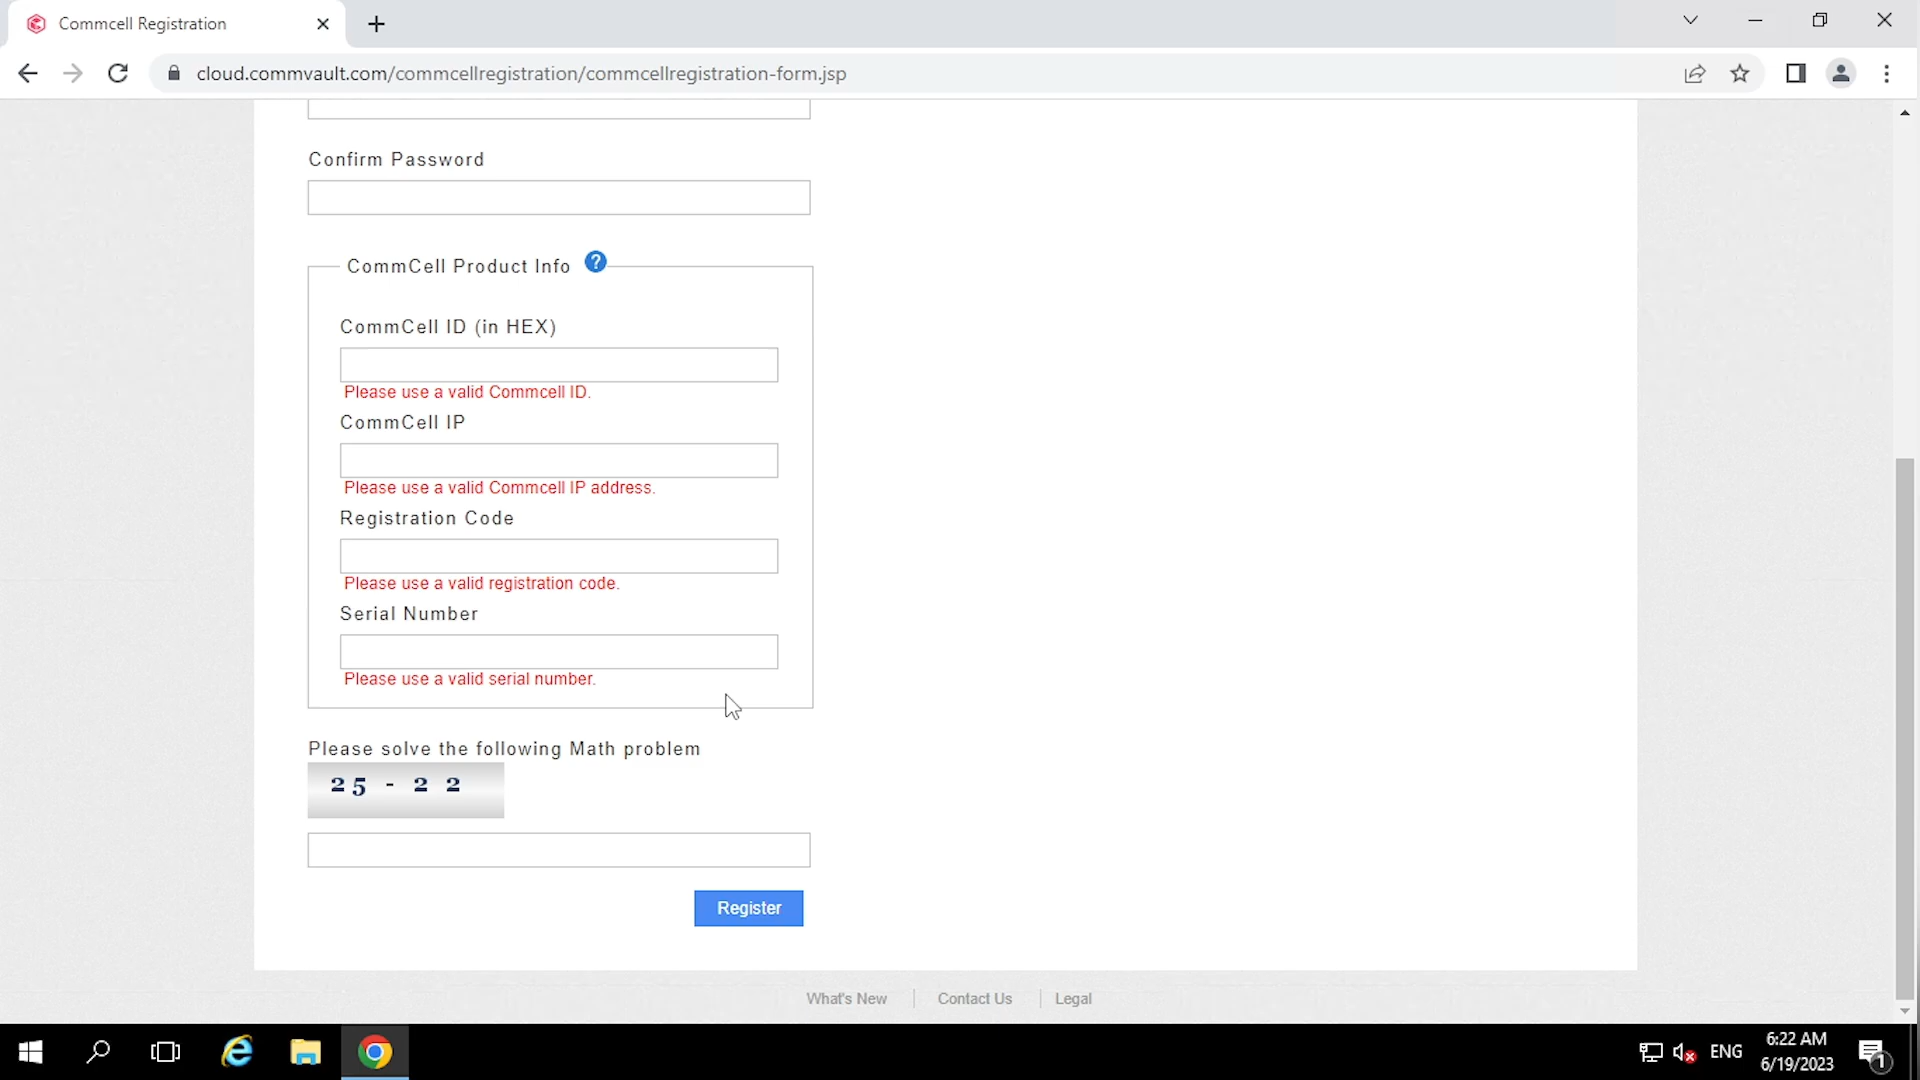 Commcell Registration
cloud.commvault.com/commcellregistration/commcellregistration-form.jsp
Confirm Password
CommCell Product Info ?
CommCell ID (in HEX)
Please use a valid Commcell ID.
CommCell IP
Please use a valid Commcell IP address.
Registration Code
Please use a valid registration code.
Serial Number
Please use a valid serial number.
Please solve the following Math problem
25 - 2 2
Register
What's New
Contact Us
Legal
ENG
6:22 AM
6/19/2023
1